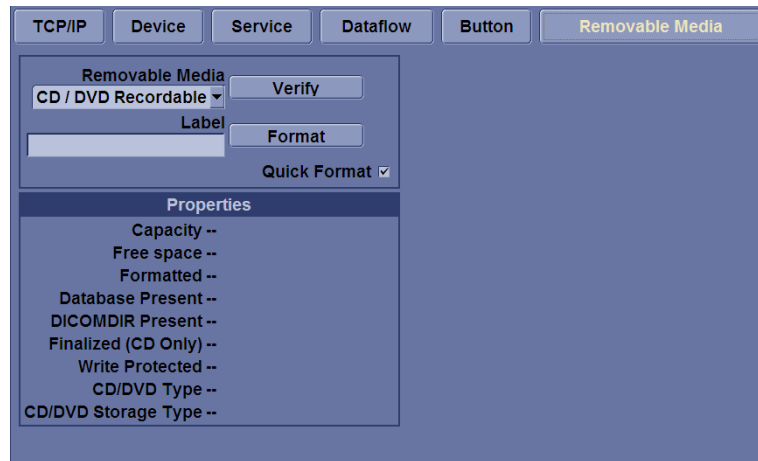 TCP/IP Device Service Dataflow Button Removable Media
Removable Media
CD / DVD Recordable Verify
Label
Format
Quick Format
Properties
Capacity --
Free space --
Formatted --
Database Present --
DICOMDIR Present --
Finalized (CD Only) --
Write Protected --
CD/DVD Type --
CD/DVD Storage Type --